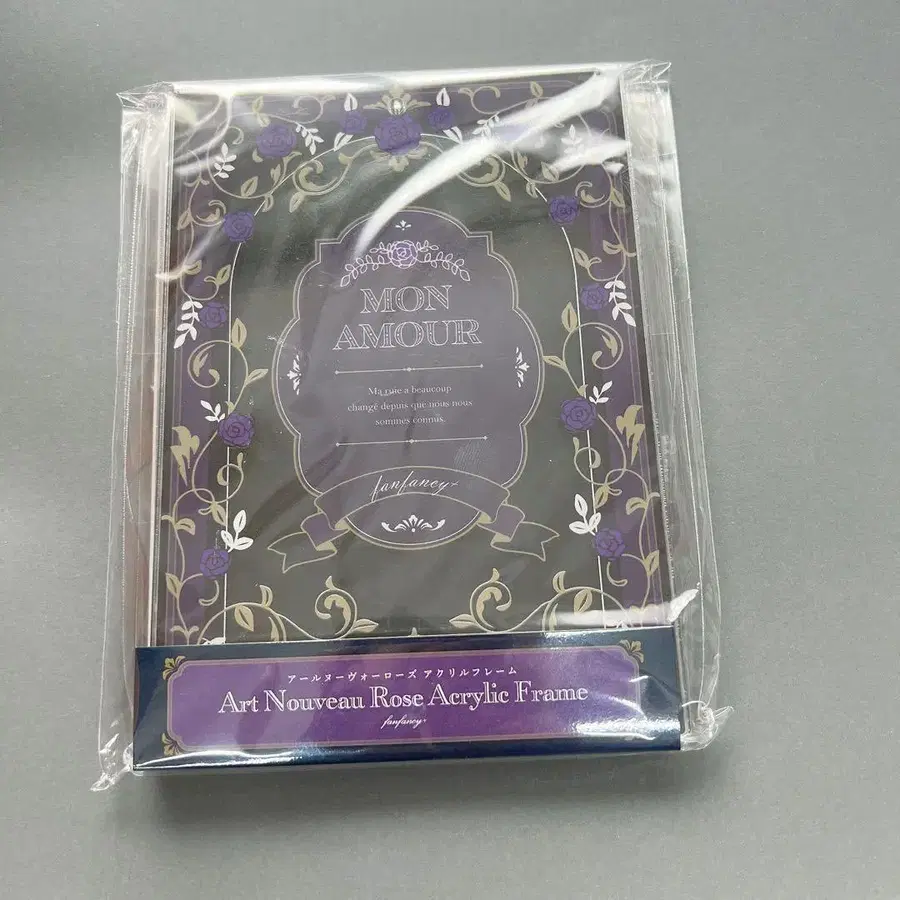 MON
AMOUR
Ma vie a beaucoup
changé depuis que nous nous
sommes connus.
fanfancy+
アールヌーヴォーローズ アクリルフレーム
Art Nouveau Rose Acrylic Frame
fanfancy+